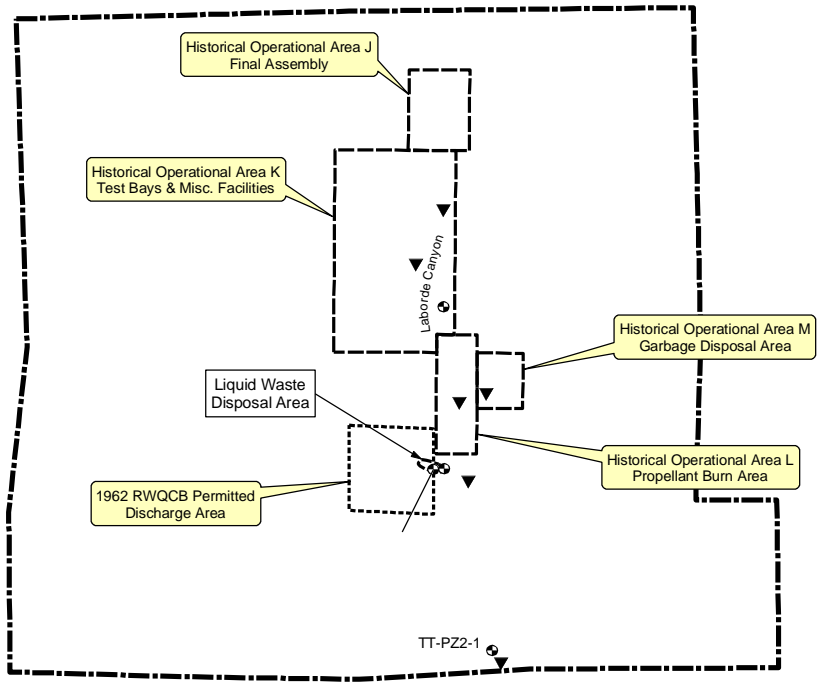 Historical Operational Area J
Final Assembly
Historical Operational Area K
Test Bays & Misc. Facilities
Laborde Canyon
Historical Operational Area M
Garbage Disposal Area
Liquid Waste
Disposal Area
Historical Operational Area L
Propellant Burn Area
1962 RWQCB Permitted
Discharge Area
TT-PZ2-1